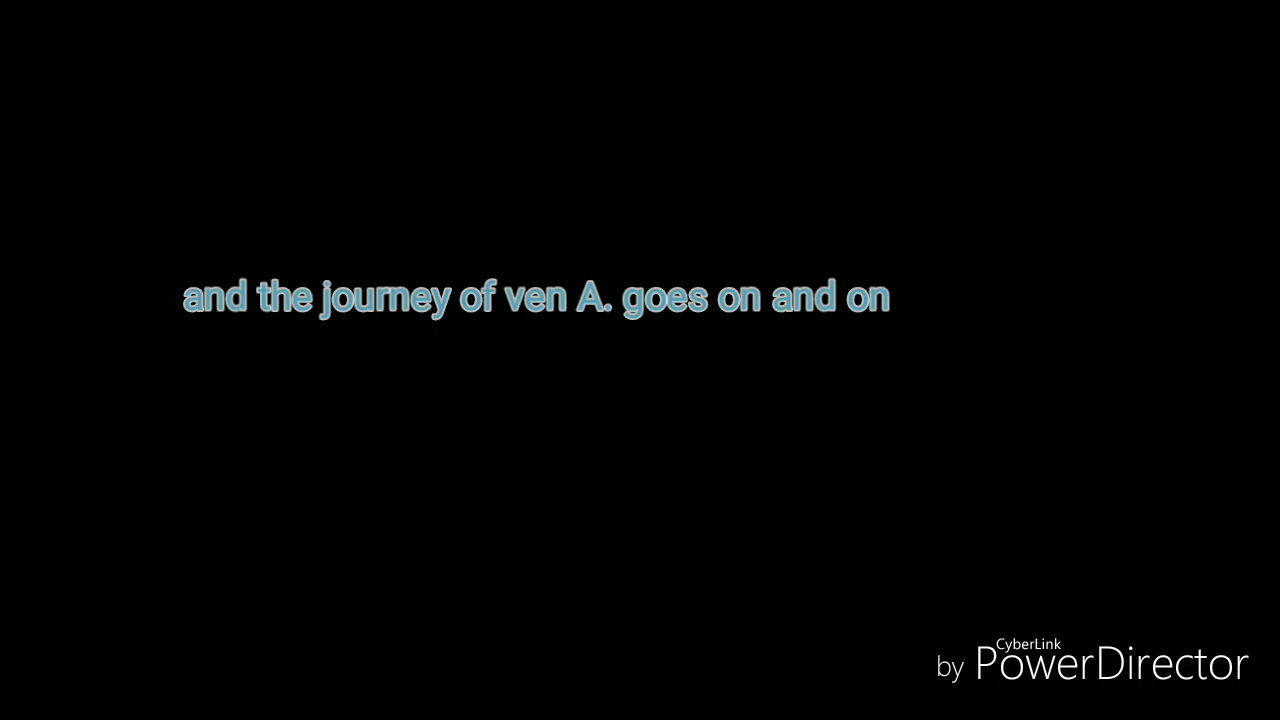 and the journey of ven A. goes on and on
CyberLink
by PowerDirector